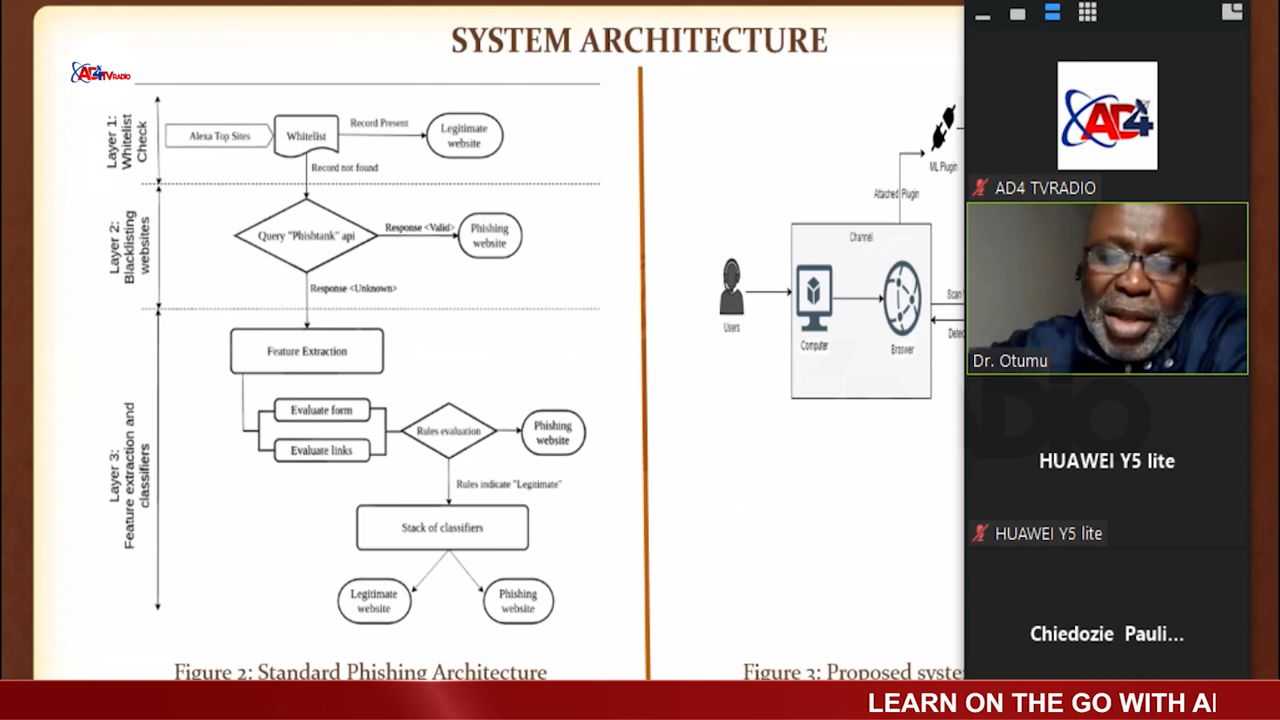 SYSTEM ARCHITECTURE
AD4TVRADIO
Layer 1:
Whitelist
Check
Alexa Top Sites
Whitelist
Record Present
Legitimate
website
Record not found
Layer 2:
Blacklisting
websites
Query "Phishtank" api
Response <Valid>
Phishing
website
Response <Unknown>
Layer 3:
Feature extraction and
classifiers
Feature Extraction
Evaluate form
Evaluate links
Rules evaluation
Phishing
website
Rules indicate "Legitimate"
Stack of classifiers
Legitimate
website
Phishing
website
Figure 2: Standard Phishing Architecture
ML Plugin
Attached Plugin
Channel
Users
Computer
Broswer
Scan
Figure 3: Proposed syste
AD4
AD4 TVRADIO
Dr. Otumu
HUAWEI Y5 lite
HUAWEI Y5 lite
Chiedozie Pauli...
LEARN ON THE GO WITH A